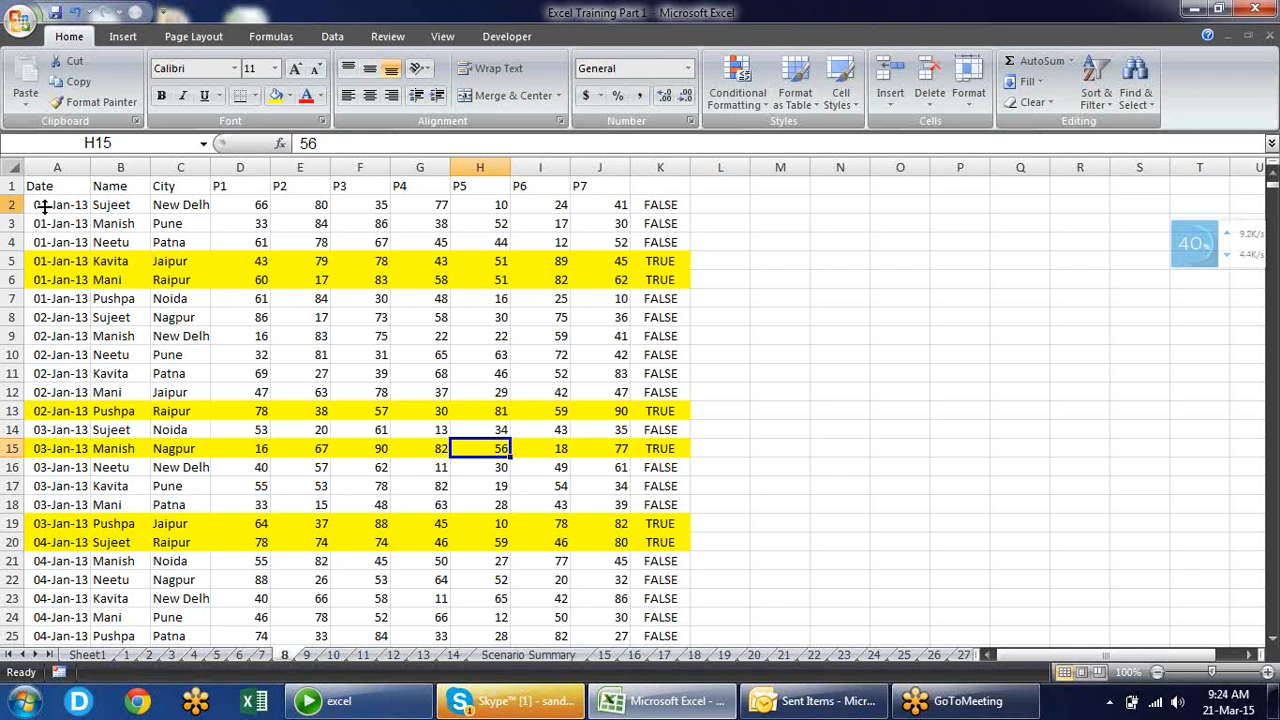 Excel Training Part 1 - Microsoft Excel
Home Insert Page Layout Formulas Data Review View Developer
Paste Cut Copy Format Painter
Calibri 11
Wrap Text
Merge & Center
General
Conditional Formatting Format as Table Cell Styles
Insert Delete Format
AutoSum Fill Clear
Sort & Filter Find & Select
Clipboard Font Alignment Number Styles Cells Editing
H15 fx 56
A B C D E F G H I J K L M N O P Q R S T U
1 Date Name City P1 P2 P3 P4 P5 P6 P7
2 01-Jan-13 Sujeet New Delh 66 80 35 77 10 24 41 FALSE
3 01-Jan-13 Manish Pune 33 84 86 38 52 17 30 FALSE
4 01-Jan-13 Neetu Patna 61 78 67 45 44 12 52 FALSE
5 01-Jan-13 Kavita Jaipur 43 79 78 43 51 89 45 TRUE
6 01-Jan-13 Mani Raipur 60 17 83 58 51 82 62 TRUE
7 01-Jan-13 Pushpa Noida 61 84 30 48 16 25 10 FALSE
8 02-Jan-13 Sujeet Nagpur 86 17 73 58 30 75 36 FALSE
9 02-Jan-13 Manish New Delh 16 83 75 22 22 59 41 FALSE
10 02-Jan-13 Neetu Pune 32 81 31 65 63 72 42 FALSE
11 02-Jan-13 Kavita Patna 69 27 39 68 46 52 83 FALSE
12 02-Jan-13 Mani Jaipur 47 63 78 37 29 42 47 FALSE
13 02-Jan-13 Pushpa Raipur 78 38 57 30 81 59 90 TRUE
14 03-Jan-13 Sujeet Noida 53 20 61 13 34 43 35 FALSE
15 03-Jan-13 Manish Nagpur 16 67 90 82 56 18 77 TRUE
16 03-Jan-13 Neetu New Delh 40 57 62 11 30 49 61 FALSE
17 03-Jan-13 Kavita Pune 55 53 78 82 19 54 34 FALSE
18 03-Jan-13 Mani Patna 33 15 48 63 28 43 39 FALSE
19 03-Jan-13 Pushpa Jaipur 64 37 88 45 10 78 82 TRUE
20 04-Jan-13 Sujeet Raipur 78 74 74 46 59 46 80 TRUE
21 04-Jan-13 Manish Noida 55 82 45 50 27 77 45 FALSE
22 04-Jan-13 Neetu Nagpur 88 26 53 64 52 20 32 FALSE
23 04-Jan-13 Kavita New Delh 40 66 58 11 65 42 86 FALSE
24 04-Jan-13 Mani Pune 46 78 52 66 12 50 30 FALSE
25 04-Jan-13 Pushpa Patna 74 33 84 33 28 82 27 FALSE
40% 9.2K/s
4.4K/s
Sheet1 1 2 3 4 5 6 7 8 9 10 11 12 13 14 Scenario Summary 15 16 17 18 19 20 21 22 23 24 25 26 27
Ready 100%
excel Skype™ [1] - sand... Microsoft Excel - ... Sent Items - Micr... GoToMeeting
9:24 AM
21-Mar-15